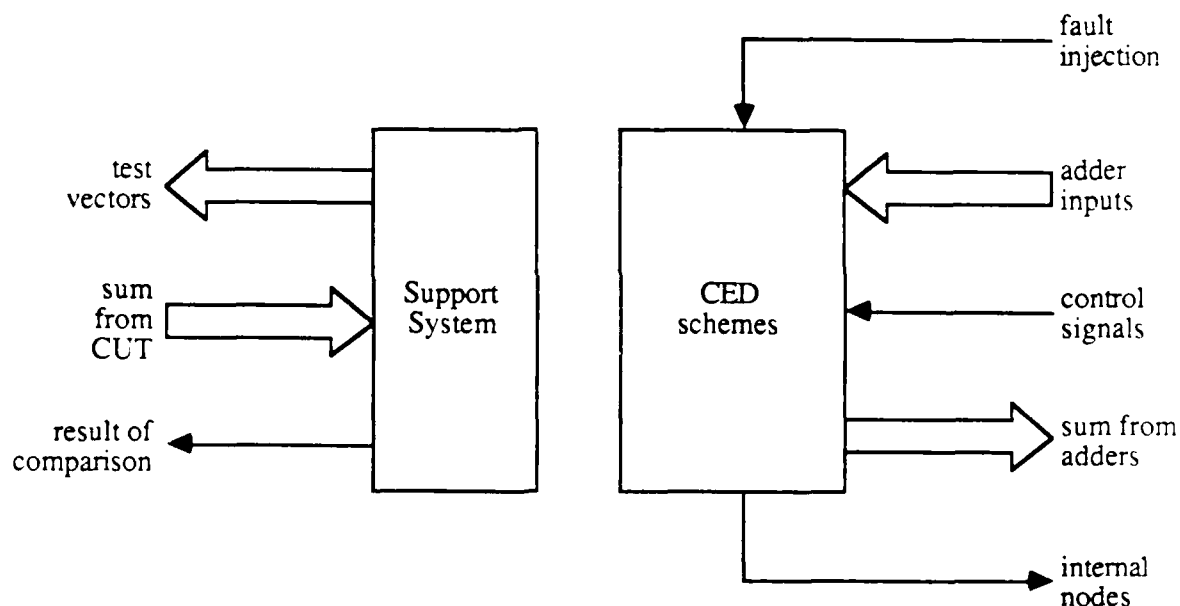 fault
injection
test
vectors
adder
inputs
sum
from
CUT
Support
System
CED
schemes
control
signals
result of
comparison
sum from
adders
internal
nodes